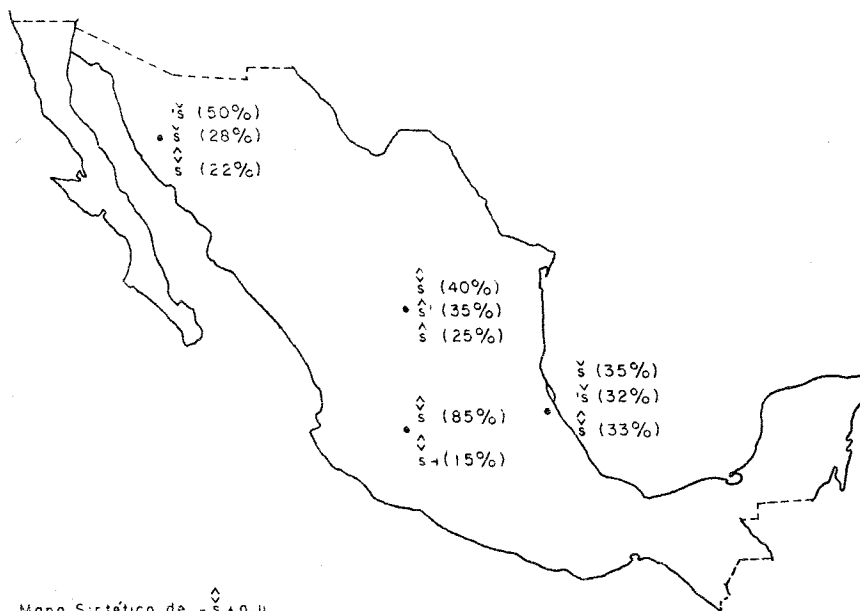 ˓š (50%)
š (28%)
š̂ (22%)
š̂ (40%)
ŝ' (35%)
ŝ (25%)
š (35%)
˓š (32%)
š̂ (33%)
š̂ (85%)
š̂⊣ (15%)
Mapa Sintético de